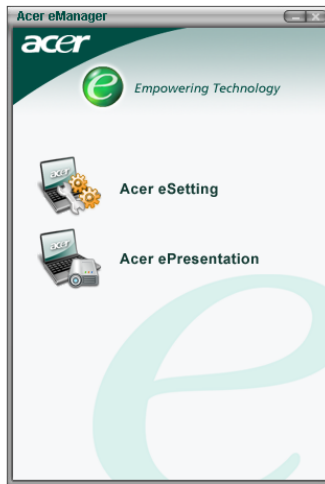 Acer eManager
acer
e Empowering Technology
Acer eSetting
Acer ePresentation